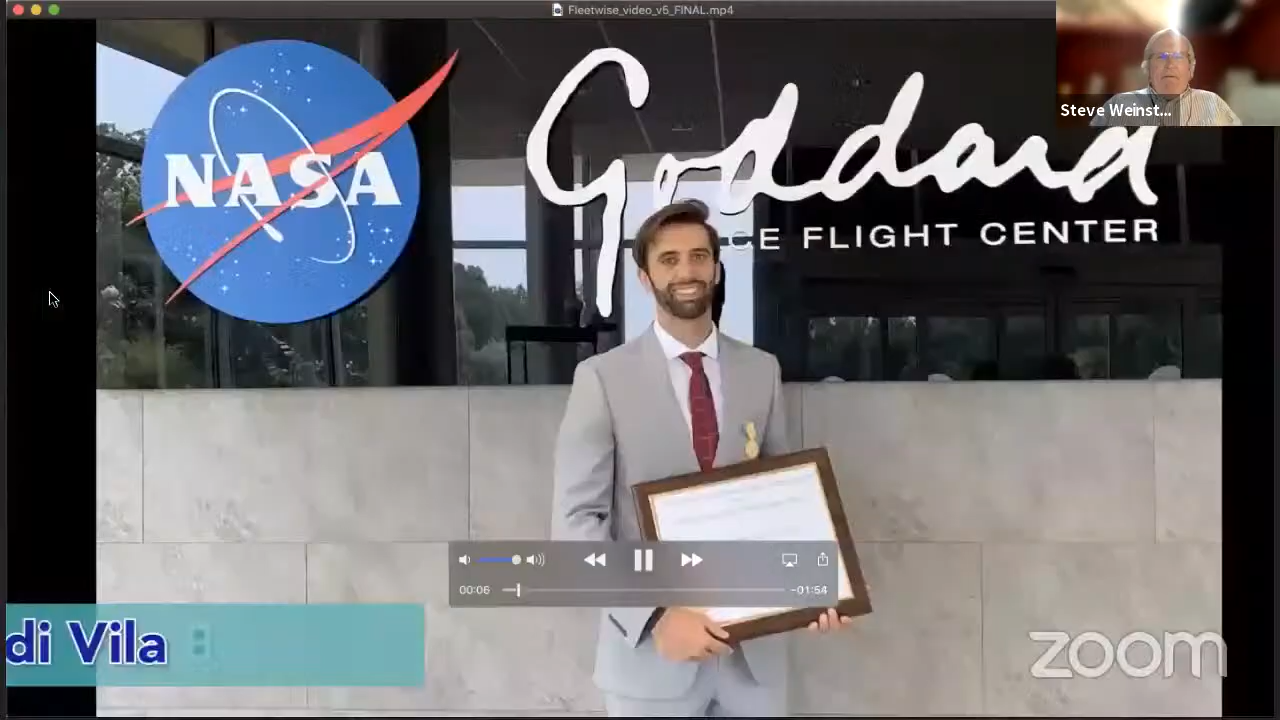 Fleetwise_video_v5_FINAL.mp4
Steve Weinst...
NASA
Goddard
CE FLIGHT CENTER
00:06
-01:54
di Vila
zoom